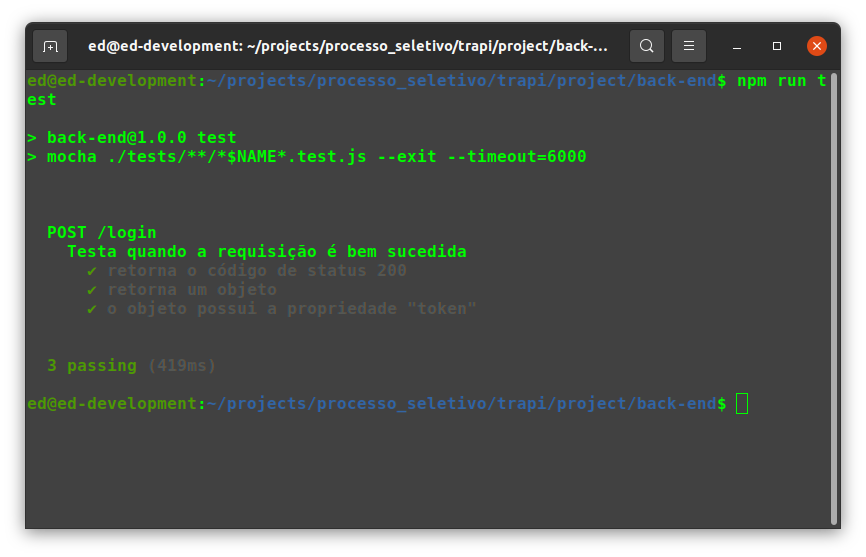 ed@ed-development: ~/projects/processo_seletivo/trapi/project/back-...
ed@ed-development:~/projects/processo_seletivo/trapi/project/back-end$ npm run t
est
> back-end@1.0.0 test
> mocha ./tests/**/*$NAME*.test.js --exit --timeout=6000
POST /login
Testa quando a requisição é bem sucedida
✔ retorna o código de status 200
✔ retorna um objeto
✔ o objeto possui a propriedade "token"
3 passing (419ms)
ed@ed-development:~/projects/processo_seletivo/trapi/project/back-end$